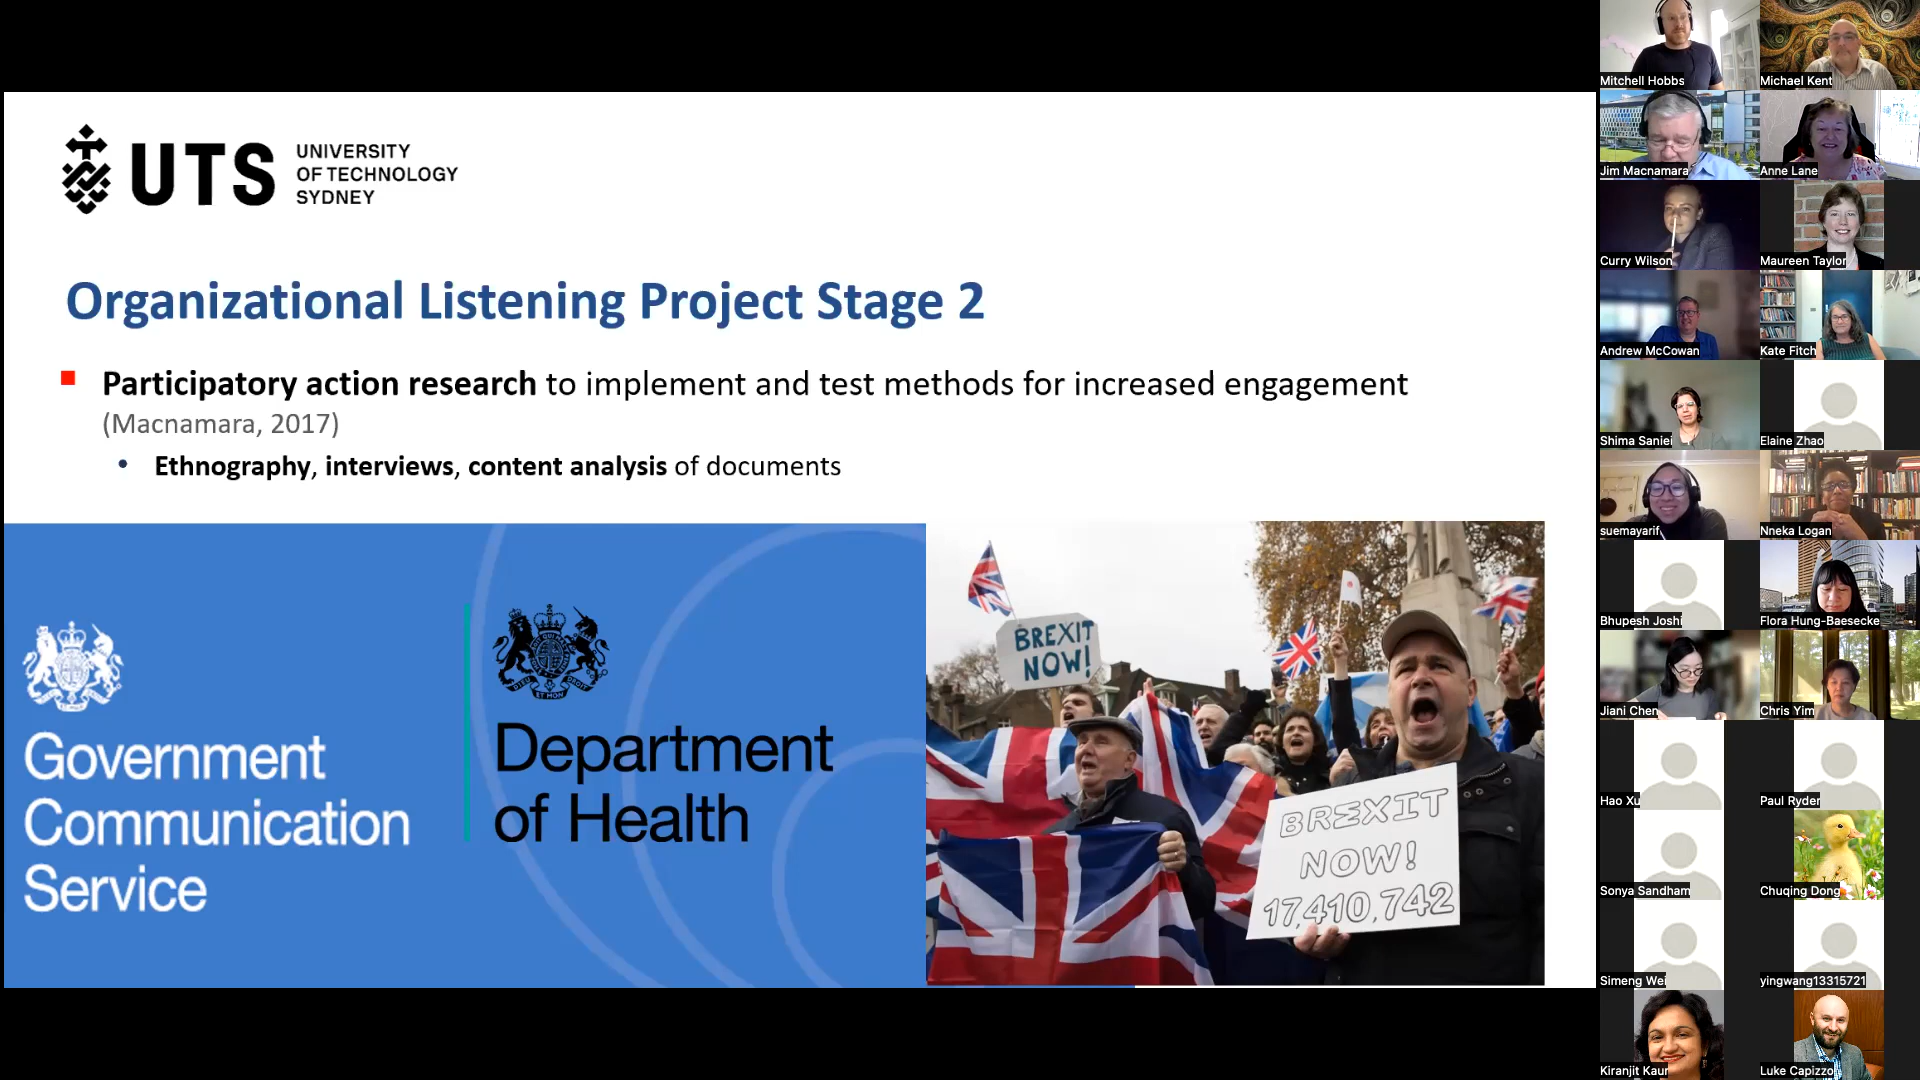 UTS
UNIVERSITY
OF TECHNOLOGY
SYDNEY
Organizational Listening Project Stage 2
Participatory action research to implement and test methods for increased engagement
(Macnamara, 2017)
Ethnography, interviews, content analysis of documents
Government
Communication
Service
Department
of Health
BREXIT
NOW!
BREXIT
NOW!
17,410,742
Mitchell Hobbs
Michael Kent
Jim Macnamara
Anne Lane
Curry Wilson
Maureen Taylor
Andrew McCowan
Kate Fitch
Shima Saniei
Elaine Zhao
suemayarif
Nneka Logan
Bhupesh Joshi
Flora Hung-Baesecke
Jiani Chen
Chris Yim
Hao Xu
Paul Ryder
Sonya Sandham
Chuqing Dong
Simeng Wei
yingwang13315721
Kiranjit Kaur
Luke Capizzo